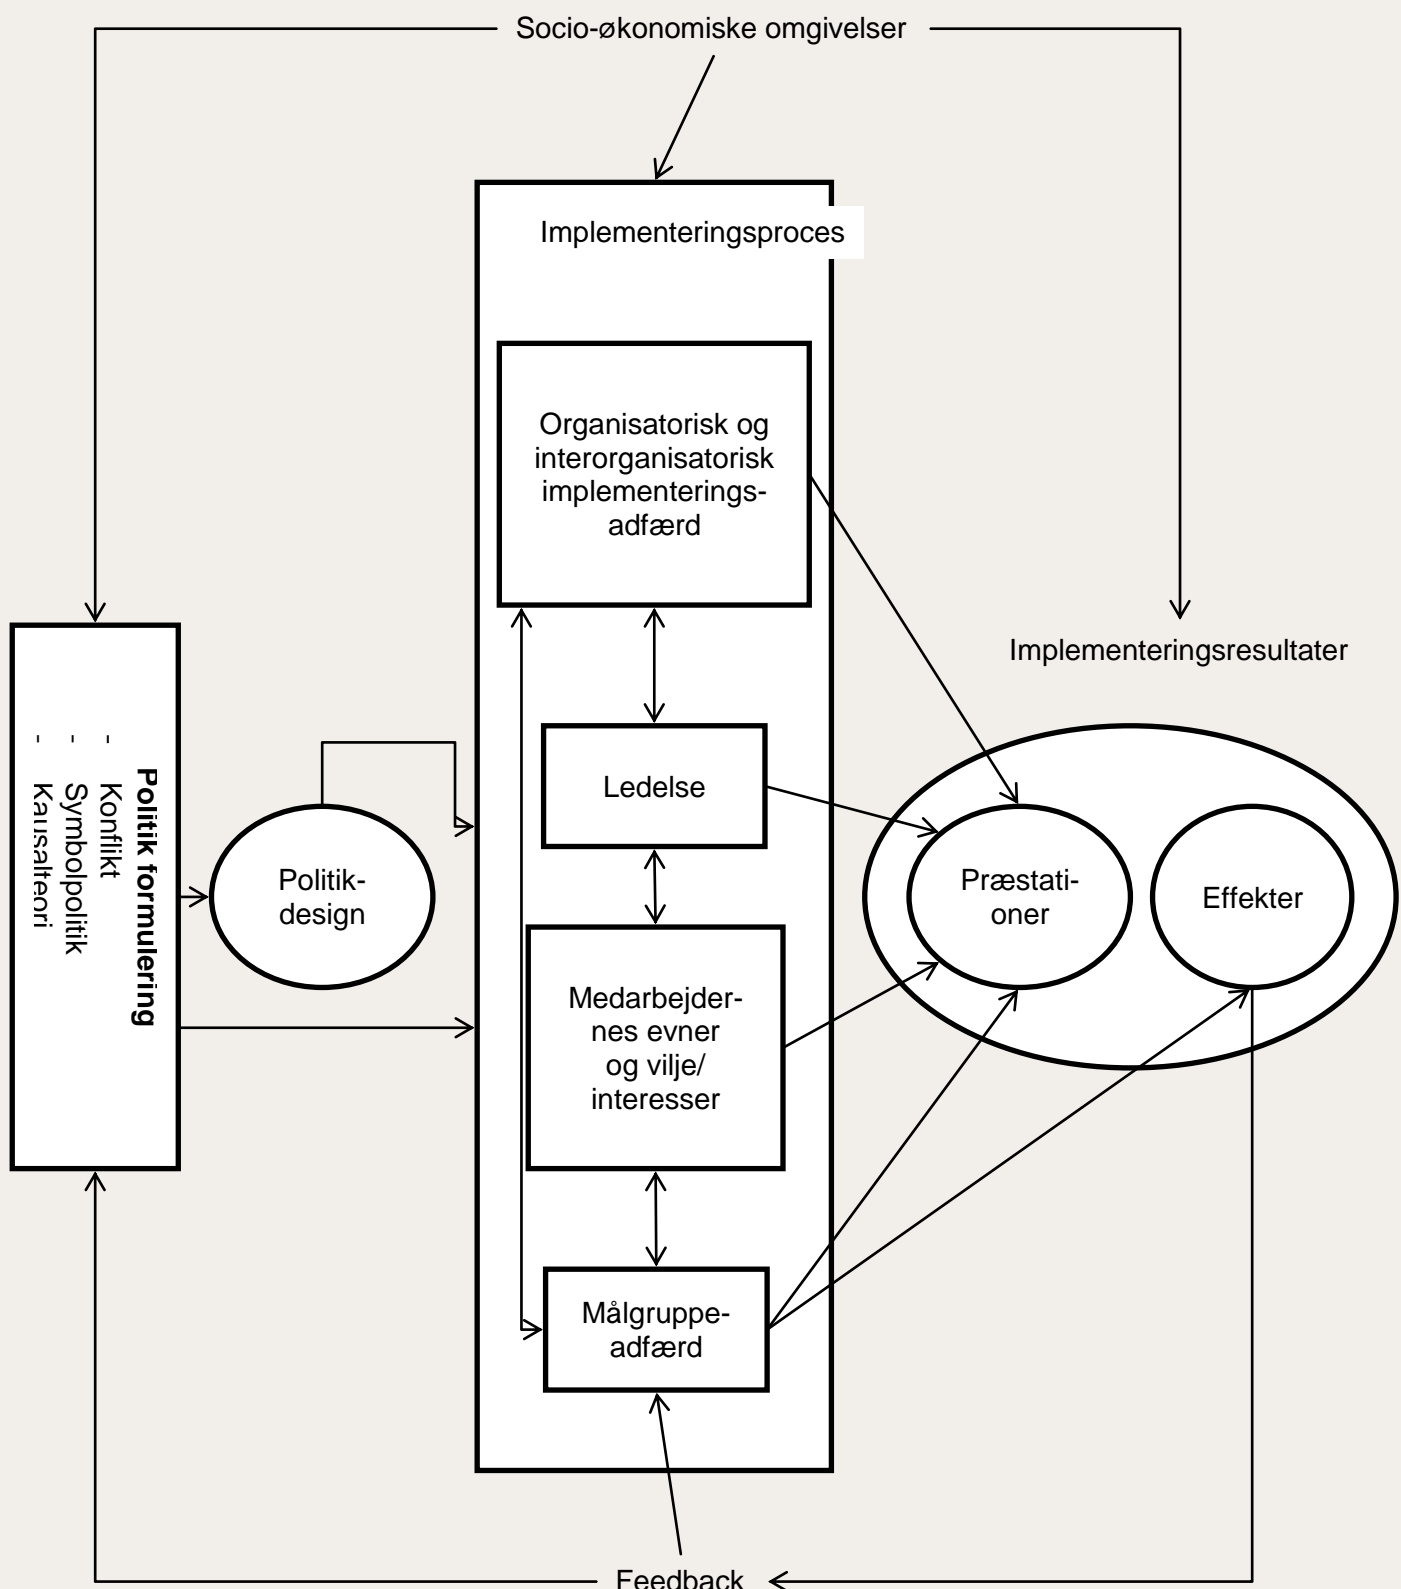 Socio-økonomiske omgivelser
Implementeringsproces
Organisatorisk og
interorganisatorisk
implementerings-
adfærd
Implementeringsresultater
Politik formulering
- Konflikt
- Symbolpolitik
- Kausalteori
Politik-
design
Ledelse
Præstati-
oner
Effekter
Medarbejder-
nes evner
og vilje/
interesser
Målgruppe-
adfærd
Feedback